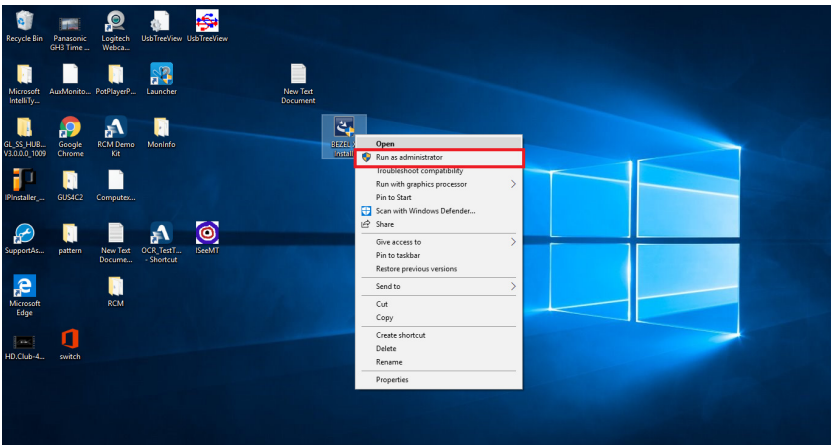 Recycle Bin
Panasonic
GH3 Time ...
Logitech
Webca...
UsbTreeView
UsbTreeView
Microsoft
IntelliTy...
AuxMonito...
PotPlayerP...
Launcher
New Text
Document
GL_SS_HUB...
V3.0.0.0_1009
Google
Chrome
RCM Demo
Kit
MonInfo
BEZEL
Install
IPInstaller_...
GUS4C2
Computex...
SupportAs...
pattern
New Text
Docume...
OCR_TestT...
- Shortcut
ISeeMT
Microsoft
Edge
RCM
HD.Club-4...
switch
Open
Run as administrator
Troubleshoot compatibility
Run with graphics processor
Pin to Start
Scan with Windows Defender...
Share
Give access to
Pin to taskbar
Restore previous versions
Send to
Cut
Copy
Create shortcut
Delete
Rename
Properties